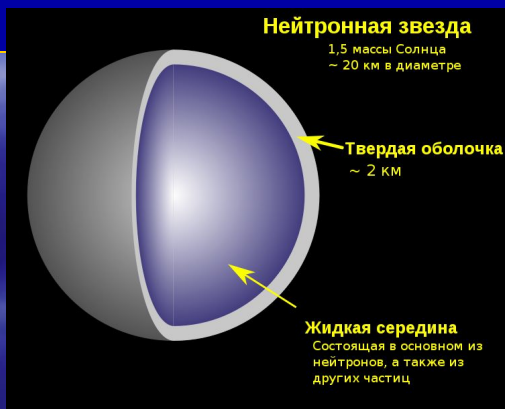 Нейтронная звезда
1,5 массы Солнца
~ 20 км в диаметре
Твердая оболочка
~ 2 км
Жидкая середина
Состоящая в основном из
нейтронов, а также из
других частиц